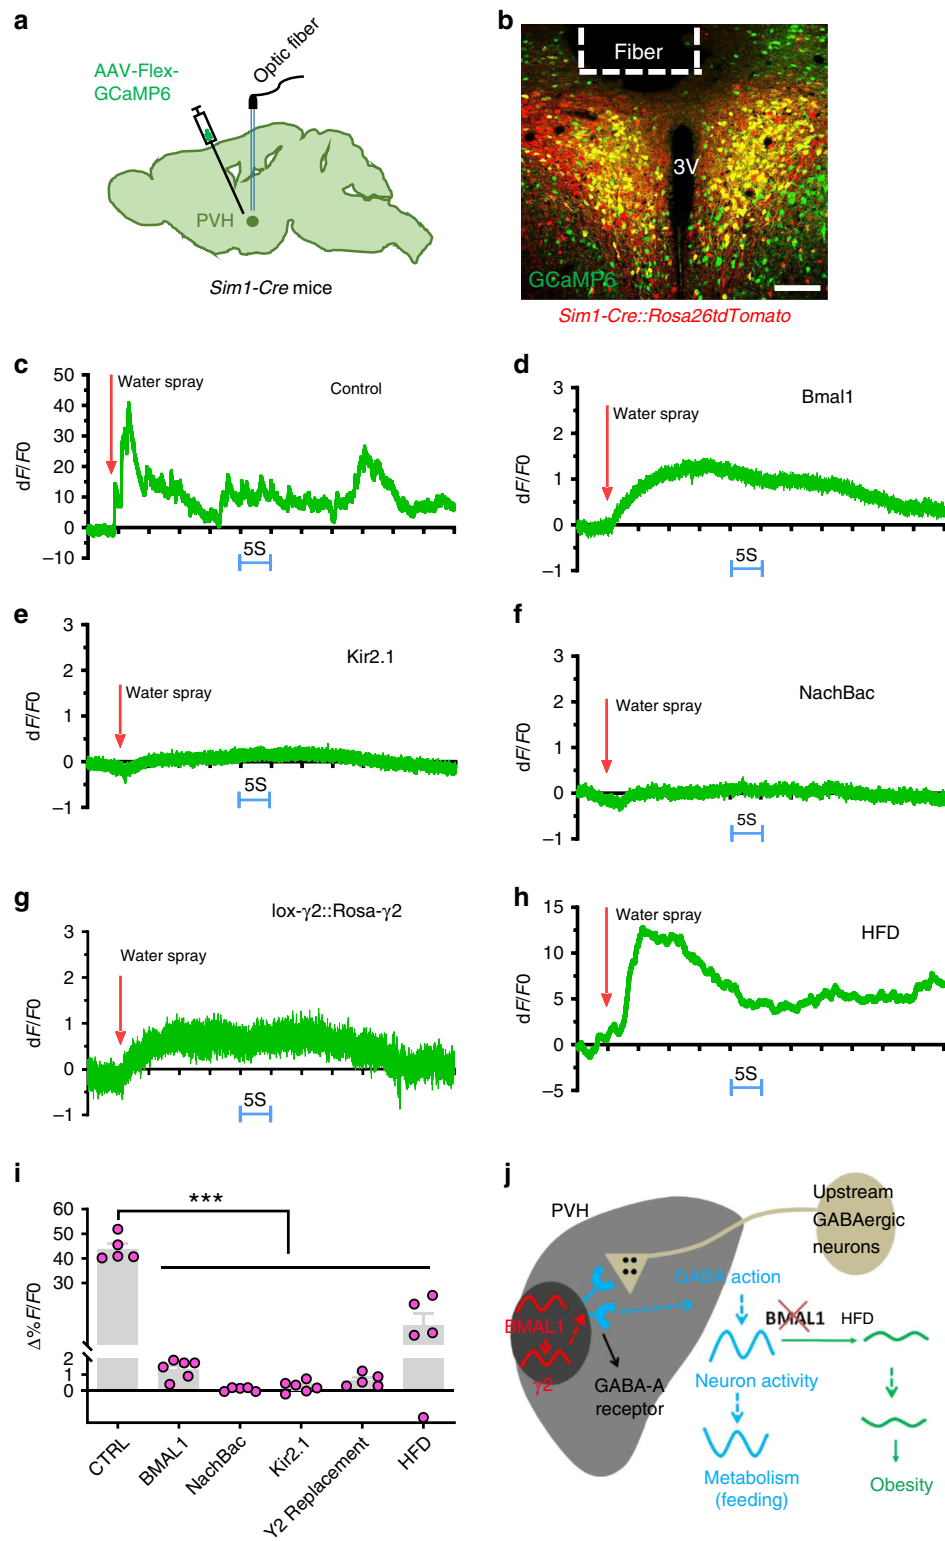 a
AAV-Flex-
GCaMP6
Optic fiber
PVH
Sim1-Cre mice
b
Fiber
3V
GCaMP6
Sim1-Cre::Rosa26tdTomato
c
50
40
30
20
10
0
–10
dF/F0
Water spray
Control
5S
d
3
2
1
0
–1
dF/F0
Water spray
Bmal1
5S
e
3
2
1
0
–1
dF/F0
Water spray
Kir2.1
5S
f
3
2
1
0
–1
dF/F0
Water spray
NachBac
5S
g
3
2
1
0
–1
dF/F0
Water spray
lox-γ2::Rosa-γ2
5S
h
15
10
5
0
–5
dF/F0
Water spray
HFD
5S
i
***
60
50
40
30
2
1
0
Δ%F/F0
CTRL
BMAL1
NachBac
Kir2.1
Y2 Replacement
HFD
j
PVH
Upstream
GABAergic
neurons
GABA action
BMAL1
γ2
GABA-A
receptor
BMAL1
HFD
Neuron activity
Metabolism
(feeding)
Obesity